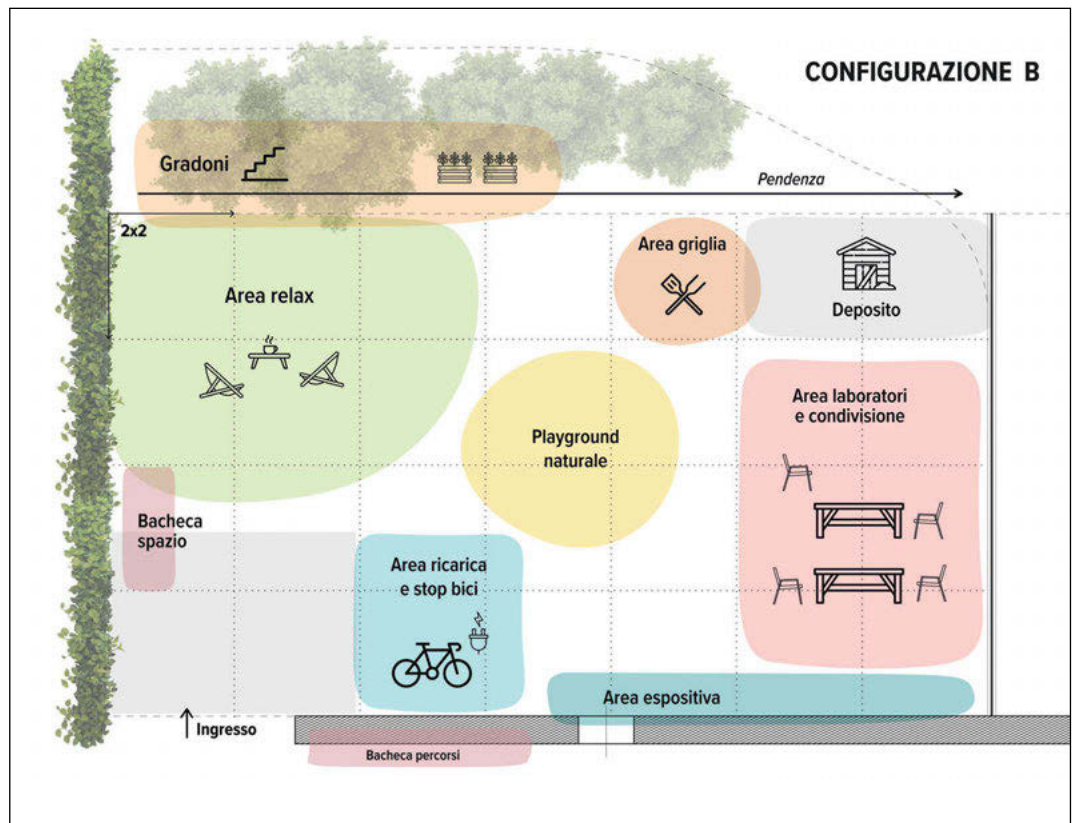 CONFIGURAZIONE B
Gradoni
Pendenza
2x2
Area relax
Area griglia
Deposito
Area laboratori
e condivisione
Playground
naturale
Bacheca
spazio
Area ricarica
e stop bici
Area espositiva
Ingresso
Bacheca percorsi